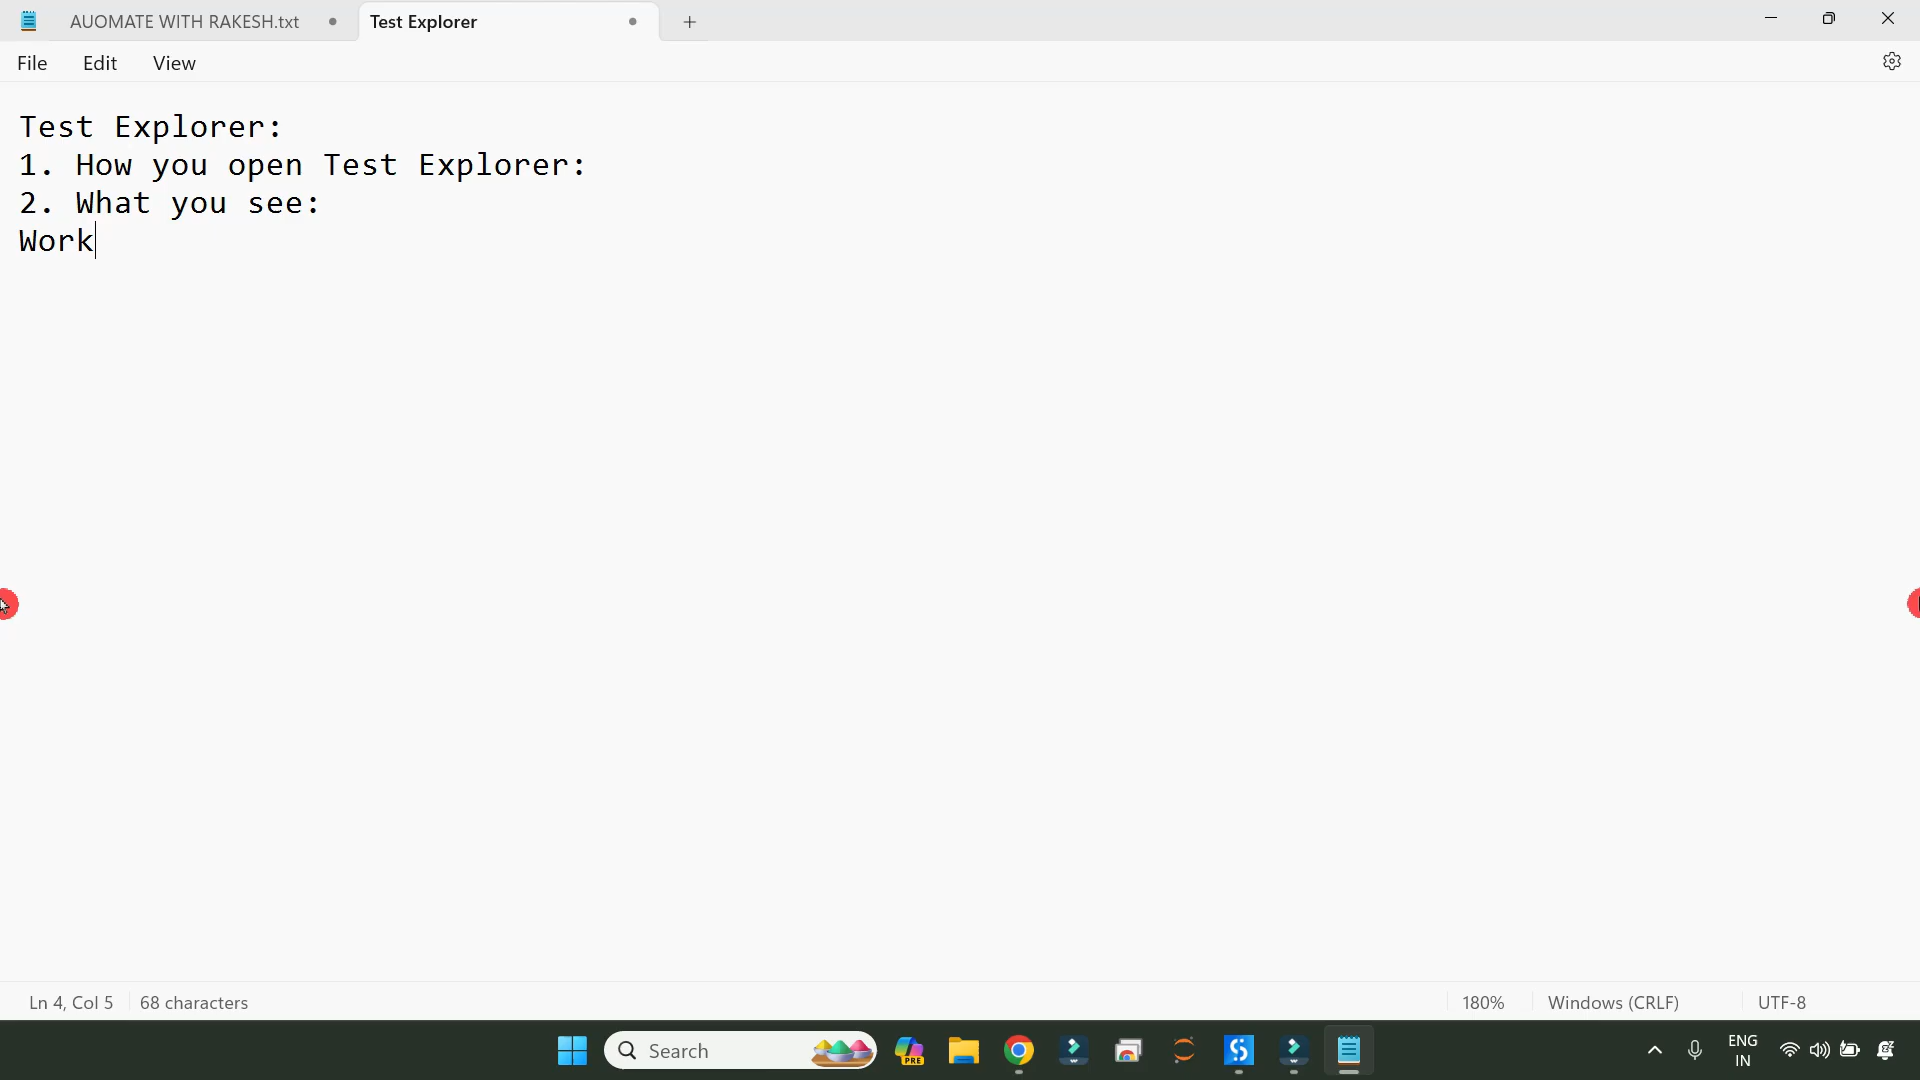 AUOMATE WITH RAKESH.txt
Test Explorer
File Edit View
Test Explorer:
1. How you open Test Explorer:
2. What you see:
Work
Ln 4, Col 5 68 characters 180% Windows (CRLF) UTF-8
Search PRE ENG
IN